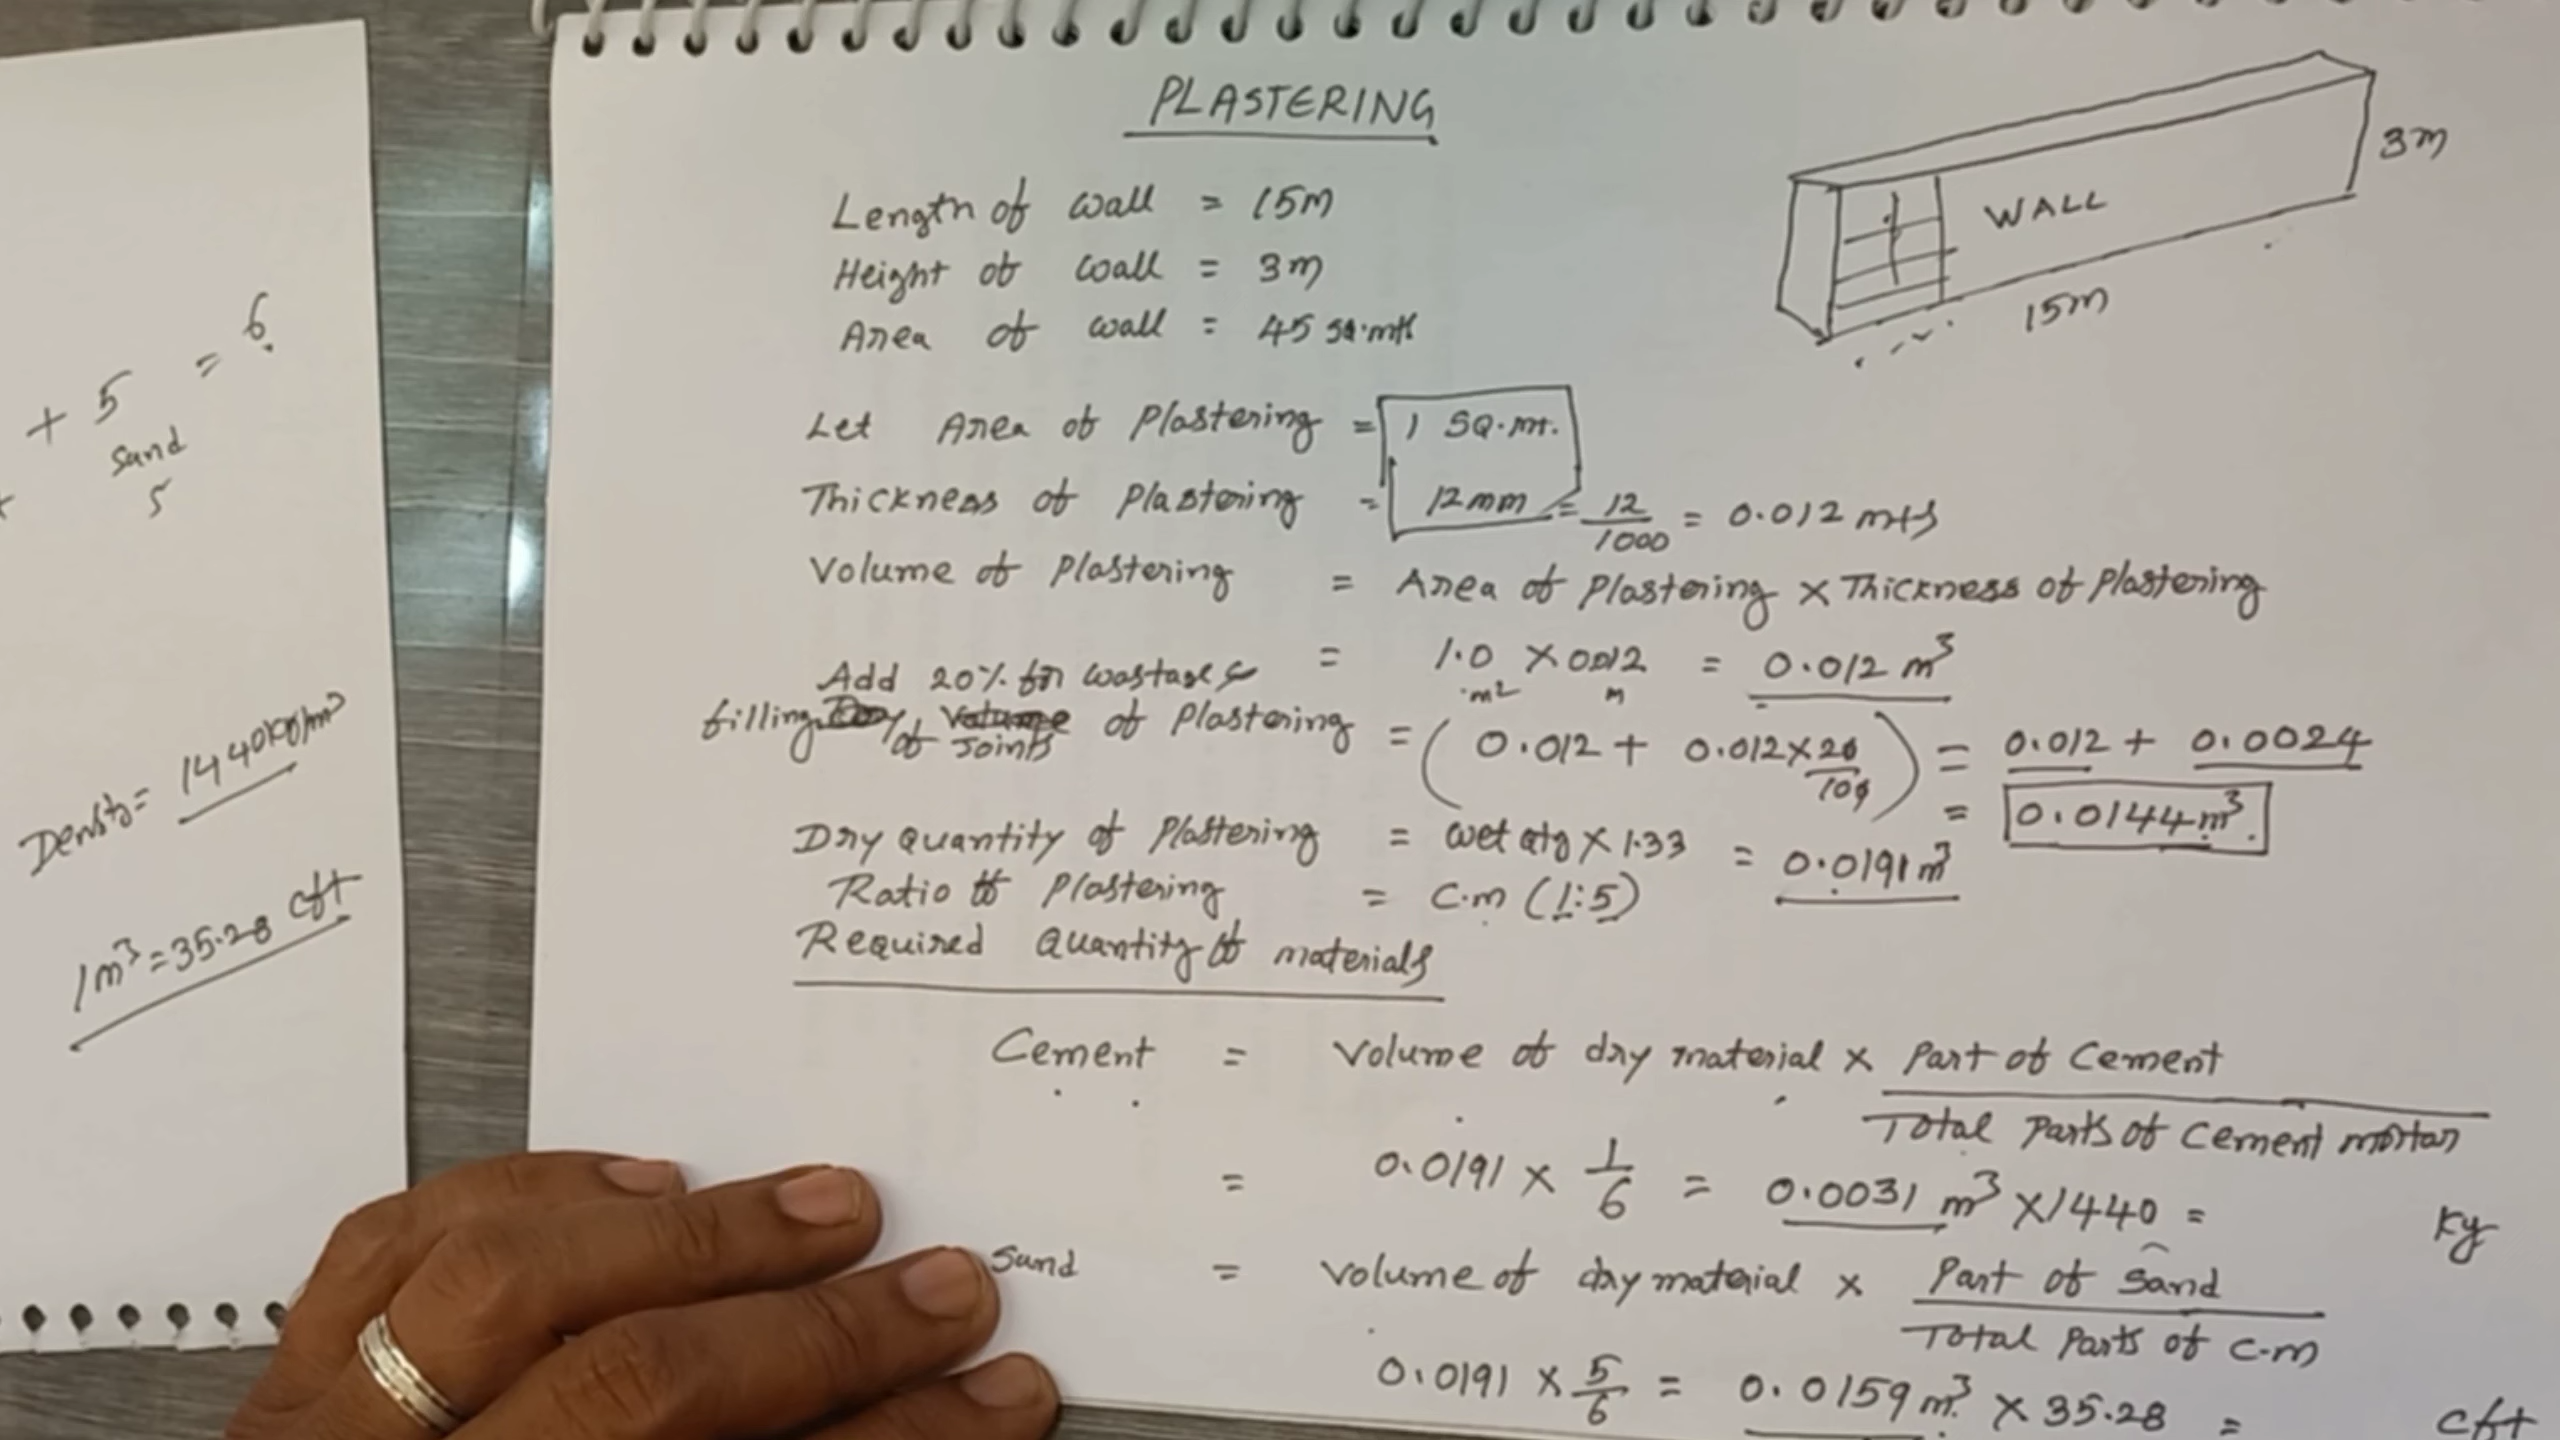 + 5 = 6
Sand
5
Density = 1440 kg/m³
1m³ = 35.28 cft
PLASTERING
3m
WALL
15m
Length of wall = 15m
Height of wall = 3m
Area of wall = 45 sq.mts
Let Area of Plastering = 1 SQ.mt.
Thickness of Plastering = 12mm = 12/1000 = 0.012 mts
Volume of Plastering = Area of Plastering × Thickness of Plastering
= 1.0 × 0.012 = 0.012 m³
m² m
Add 20% for wastage &
filling of Joints of Plastering = (0.012 + 0.012×20/100) = 0.012 + 0.0024
= 0.0144 m³.
Dry Quantity of Plastering = wet qty × 1.33 = 0.0191 m³
Ratio of Plastering = C.m (1:5)
Required Quantity of materials
Cement = Volume of dry material × Part of Cement / Total Parts of Cement mortar
= 0.0191 × 1/6 = 0.0031 m³ × 1440 = kg
Sand = Volume of dry material × Part of Sand / Total Parts of C.m
0.0191 × 5/6 = 0.0159 m³ × 35.28 = cft